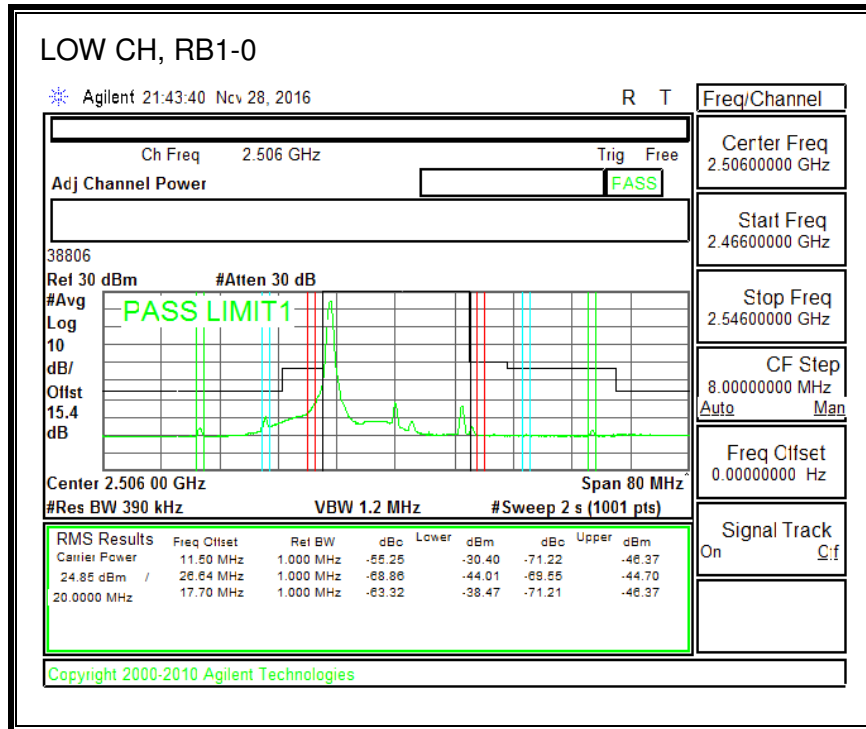 LOW CH, RB1-0
Agilent 21:43:40 Nov 28, 2016 R T
Ch Freq 2.506 GHz Trig Free
Adj Channel Power PASS
38806
Ref 30 dBm #Atten 30 dB
#Avg
Log
10
dB/
Offst
15.4
dB
PASS LIMIT1
Center 2.506 00 GHz Span 80 MHz
#Res BW 390 kHz VBW 1.2 MHz #Sweep 2 s (1001 pts)
RMS Results Freq Offset Ref BW dBc Lower dBm dBc Upper dBm
Carrier Power 11.50 MHz 1.000 MHz -55.25 -30.40 -71.22 -46.37
24.85 dBm / 26.64 MHz 1.000 MHz -68.86 -44.01 -69.55 -44.70
20.0000 MHz 17.70 MHz 1.000 MHz -63.32 -38.47 -71.21 -46.37
Copyright 2000-2010 Agilent Technologies
Freq/Channel
Center Freq
2.50600000 GHz
Start Freq
2.46600000 GHz
Stop Freq
2.54600000 GHz
CF Step
8.00000000 MHz
Auto Man
Freq Offset
0.00000000 Hz
Signal Track
On Off